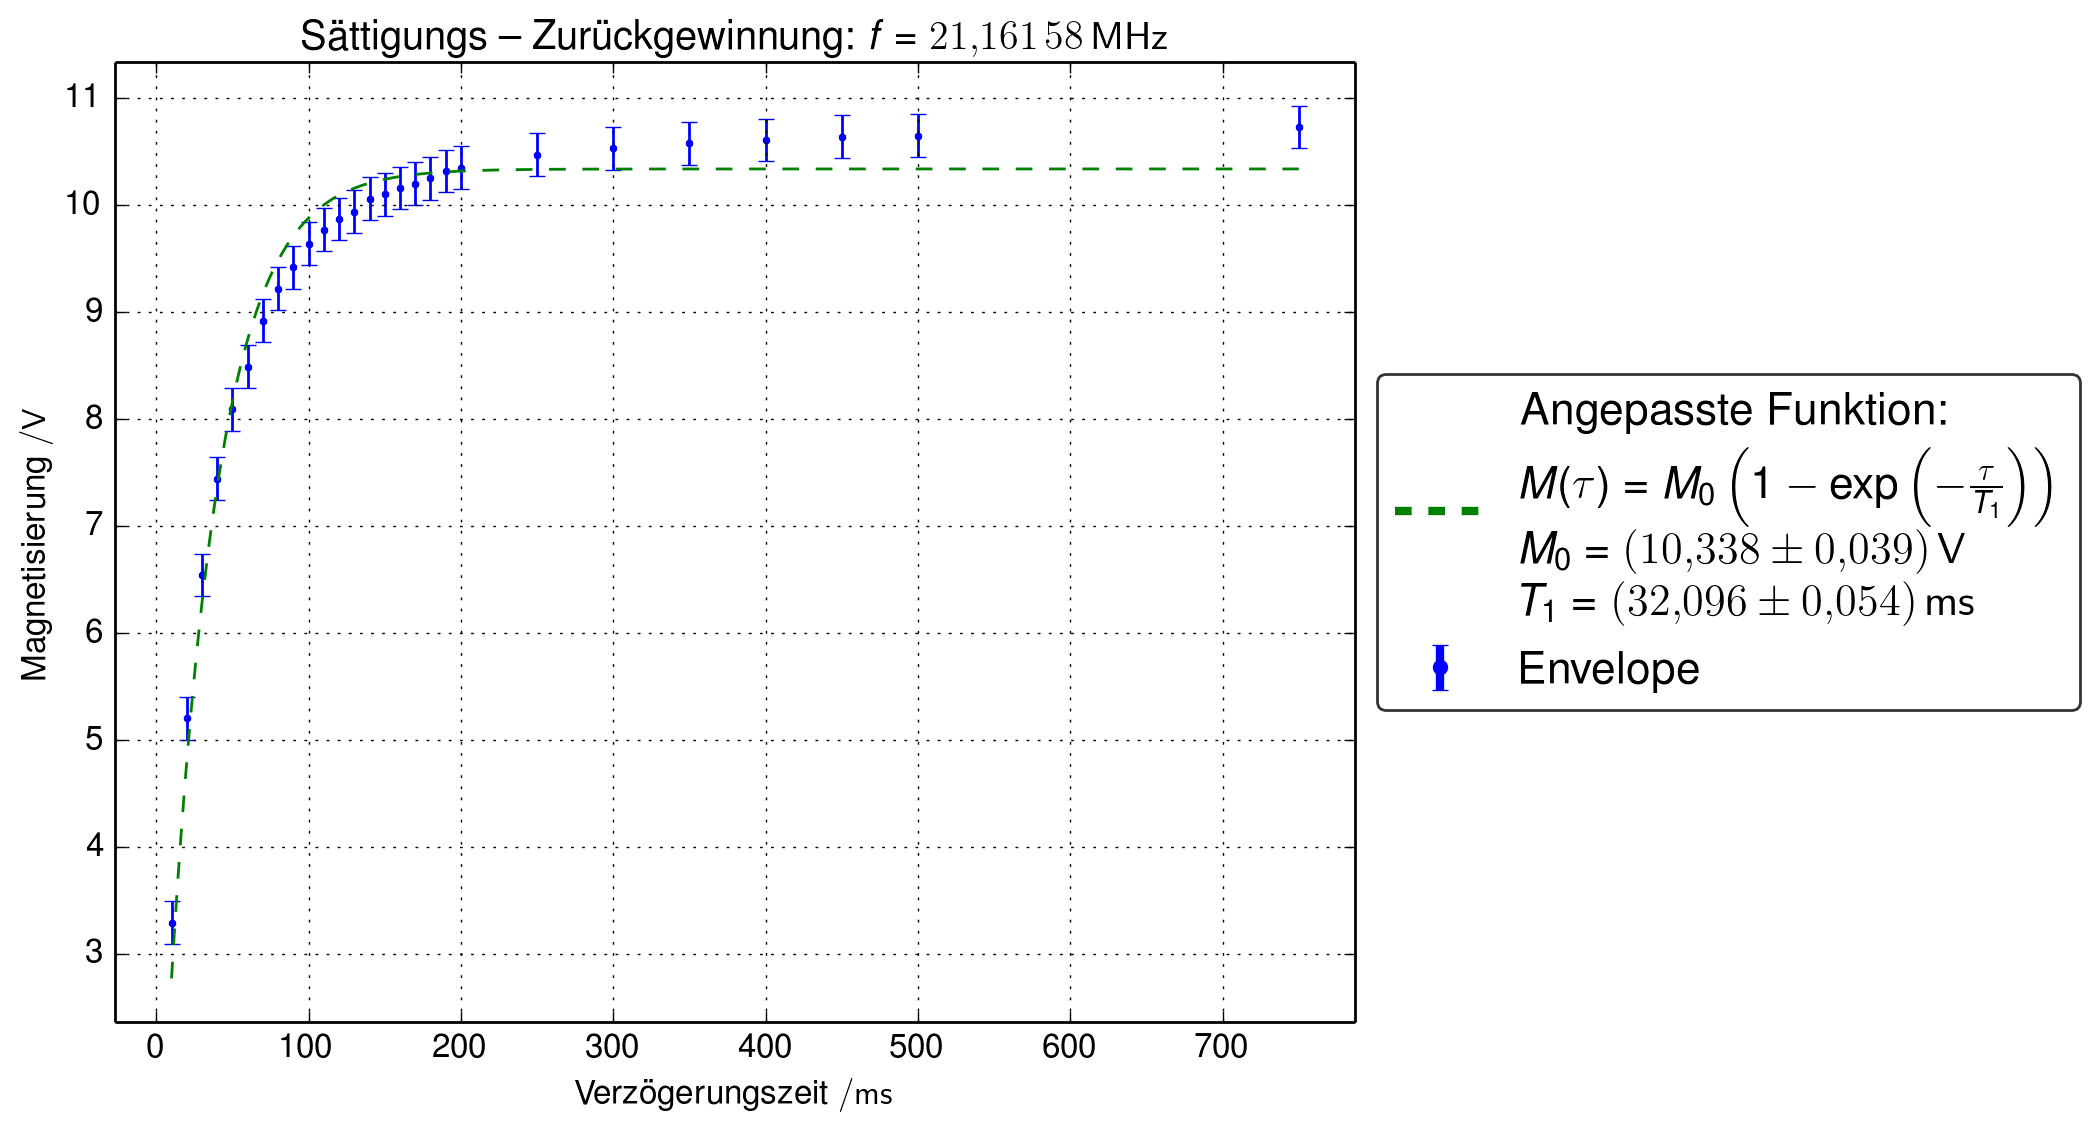 Sättigungs – Zurückgewinnung: f = 21,161 58 MHz
11
10
9
8
7
6
5
4
3
Magnetisierung /V
0 100 200 300 400 500 600 700
Verzögerungszeit /ms
Angepasste Funktion:
M(τ) = M₀ (1 − exp (−τ/T₁))
M₀ = (10,338 ± 0,039) V
T₁ = (32,096 ± 0,054) ms
Envelope